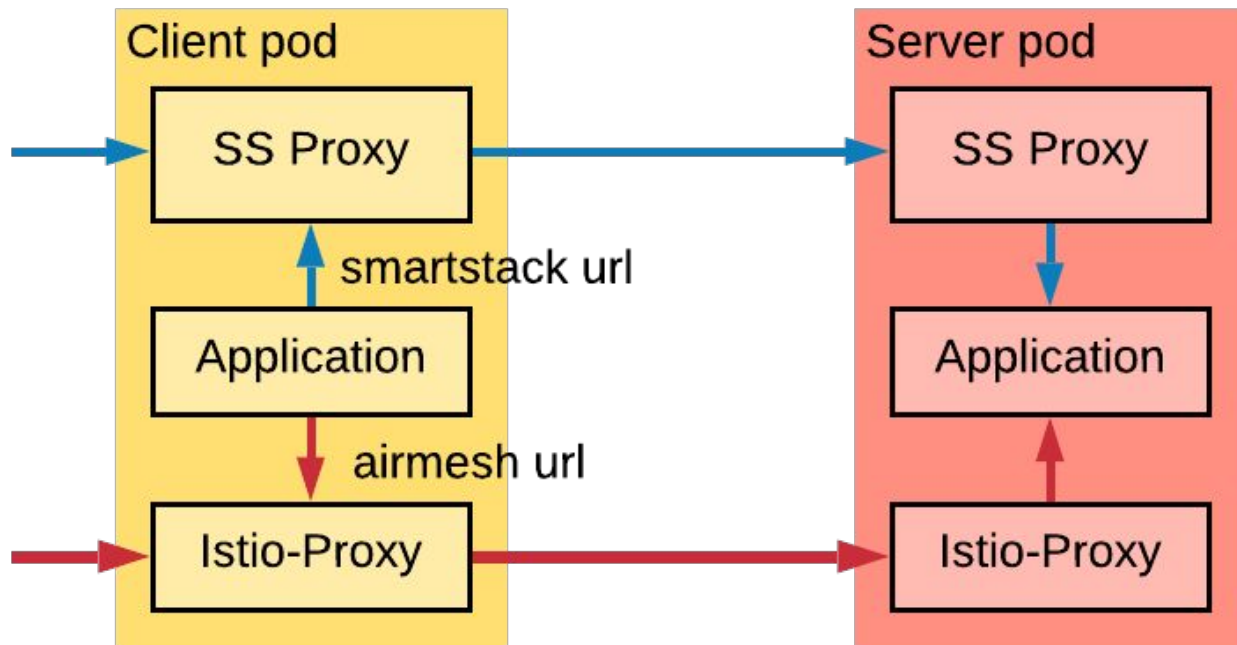 Client pod
SS Proxy
smartstack url
Application
airmesh url
Istio-Proxy
Server pod
SS Proxy
Application
Istio-Proxy